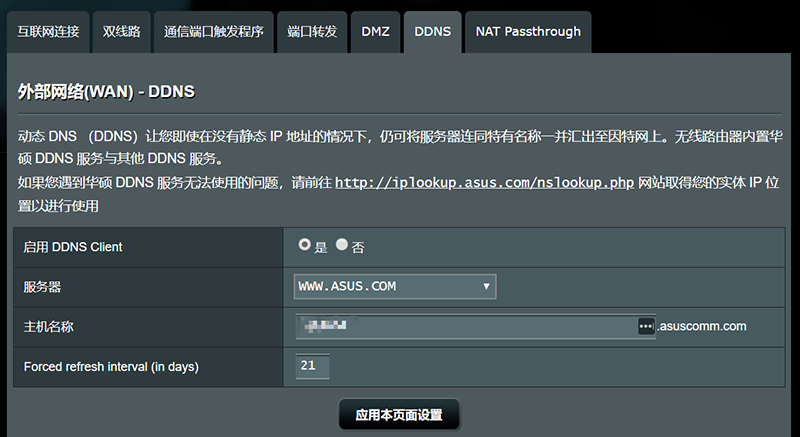 互联网连接 双线路 通信端口触发程序 端口转发 DMZ DDNS NAT Passthrough
外部网络(WAN) - DDNS
动态 DNS （DDNS）让您即使在没有静态 IP 地址的情况下，仍可将服务器连同特有名称一并汇出至因特网上。无线路由器内置华
硕 DDNS 服务与其他 DDNS 服务。
如果您遇到华硕 DDNS 服务无法使用的问题，请前往 http://iplookup.asus.com/nslookup.php 网站取得您的实体 IP 位
置以进行使用
启用 DDNS Client 是 否
服务器 WWW.ASUS.COM
主机名称 .asuscomm.com
Forced refresh interval (in days) 21
应用本页面设置